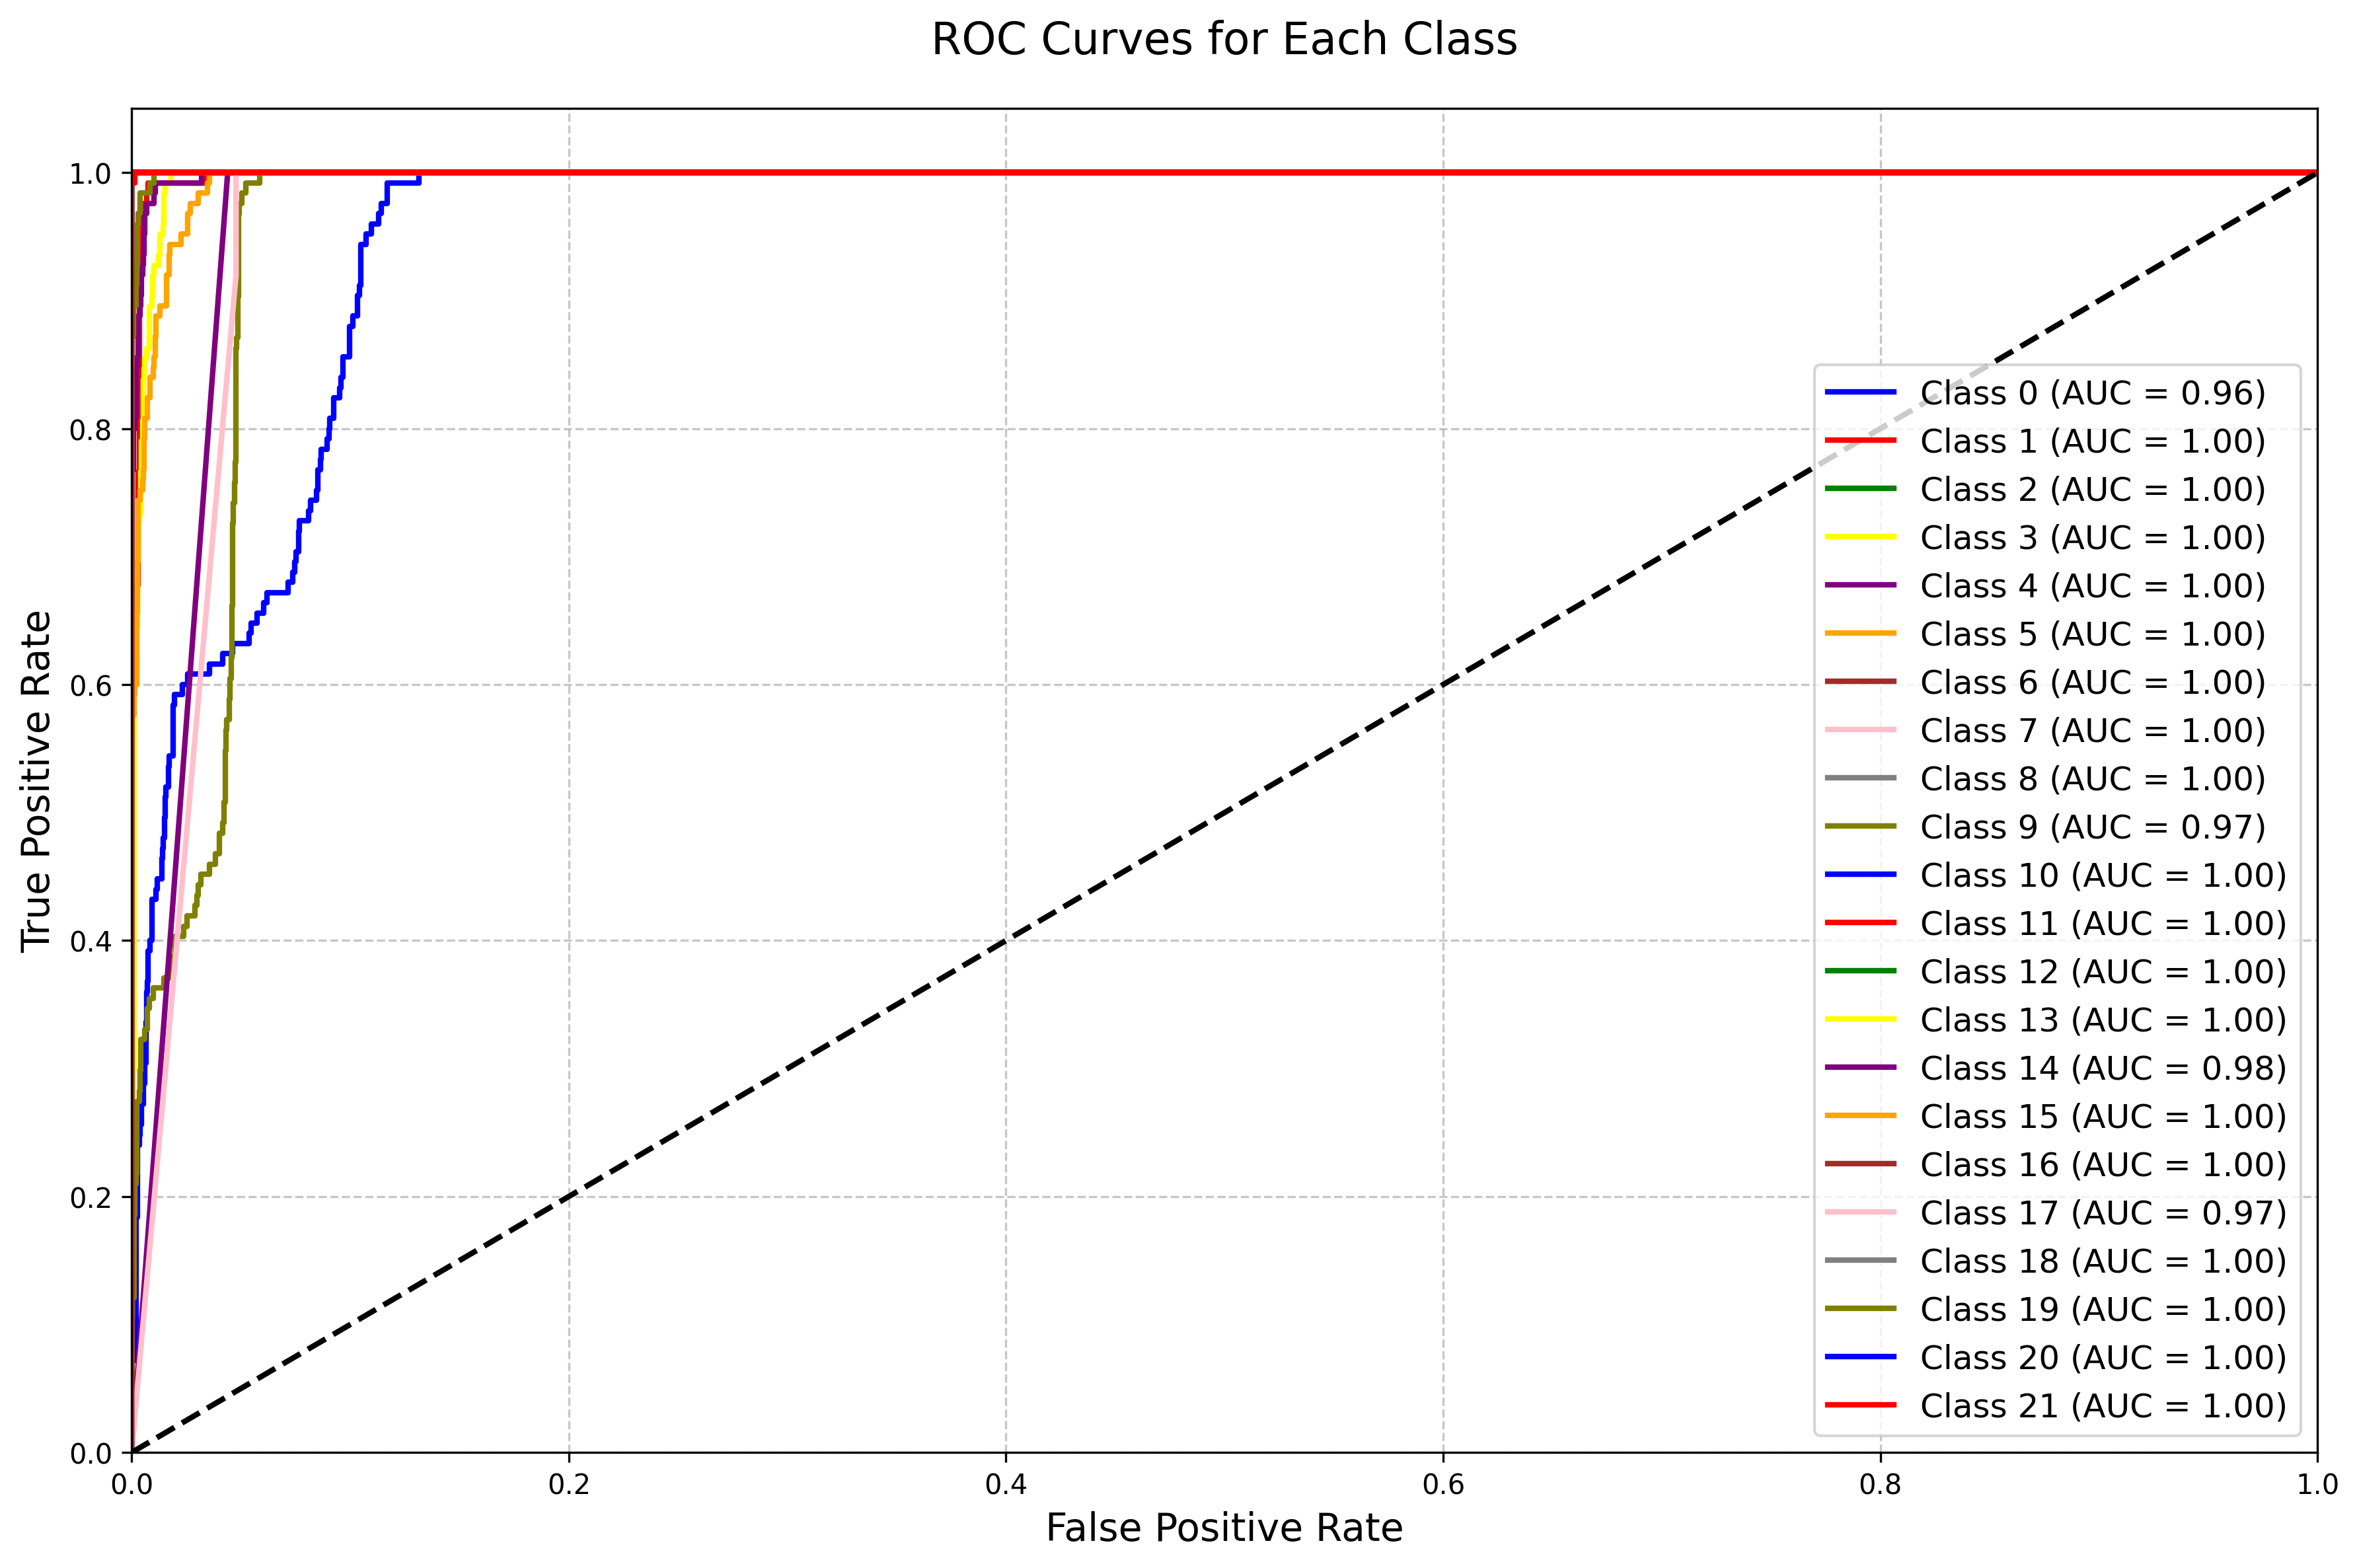 ROC Curves for Each Class
True Positive Rate
1.0
0.8
0.6
0.4
0.2
0.0
0.0
0.2
0.4
0.6
0.8
1.0
False Positive Rate
Class 0 (AUC = 0.96)
Class 1 (AUC = 1.00)
Class 2 (AUC = 1.00)
Class 3 (AUC = 1.00)
Class 4 (AUC = 1.00)
Class 5 (AUC = 1.00)
Class 6 (AUC = 1.00)
Class 7 (AUC = 1.00)
Class 8 (AUC = 1.00)
Class 9 (AUC = 0.97)
Class 10 (AUC = 1.00)
Class 11 (AUC = 1.00)
Class 12 (AUC = 1.00)
Class 13 (AUC = 1.00)
Class 14 (AUC = 0.98)
Class 15 (AUC = 1.00)
Class 16 (AUC = 1.00)
Class 17 (AUC = 0.97)
Class 18 (AUC = 1.00)
Class 19 (AUC = 1.00)
Class 20 (AUC = 1.00)
Class 21 (AUC = 1.00)